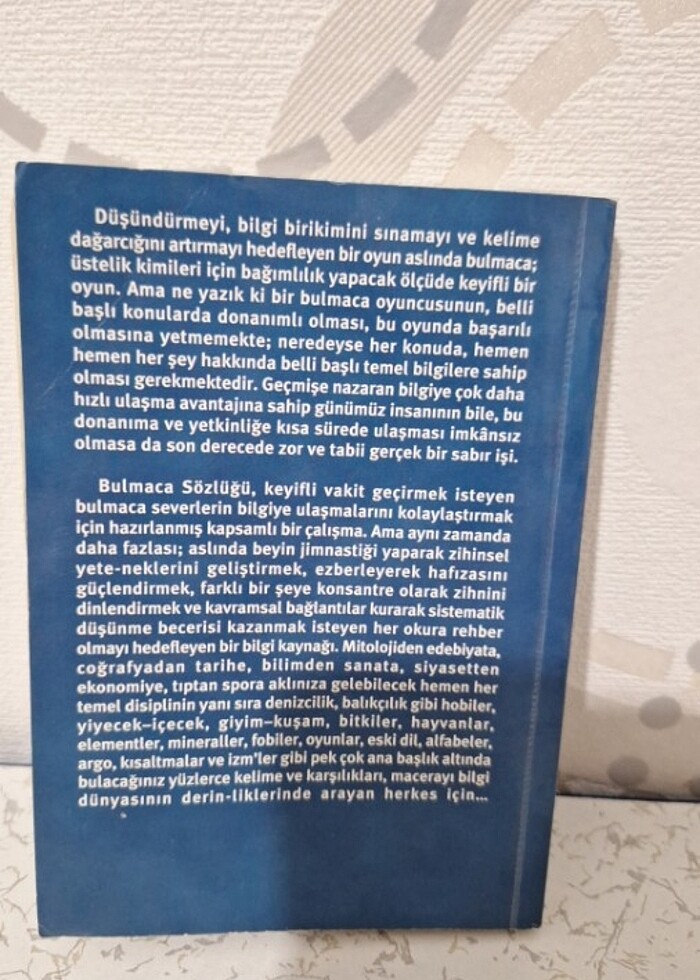 Düşündürmeyi, bilgi birikimini sınamayı ve kelime
dağarcığını artırmayı hedefleyen bir oyun aslında bulmaca;
üstelik kimileri için bağımlılık yapacak ölçüde keyifli bir
oyun. Ama ne yazık ki bir bulmaca oyuncusunun, belli
başlı konularda donanımlı olması, bu oyunda başarılı
olmasına yetmemekte; neredeyse her konuda, hemen
hemen her şey hakkında belli başlı temel bilgilere sahip
olması gerekmektedir. Geçmişe nazaran bilgiye çok daha
hızlı ulaşma avantajına sahip günümüz insanının bile, bu
donanıma ve yetkinliğe kısa sürede ulaşması imkânsız
olmasa da son derecede zor ve tabii gerçek bir sabır işi.
Bulmaca Sözlüğü, keyifli vakit geçirmek isteyen
bulmaca severlerin bilgiye ulaşmalarını kolaylaştırmak
için hazırlanmış kapsamlı bir çalışma. Ama aynı zamanda
daha fazlası; aslında beyin jimnastiği yaparak zihinsel
yete-neklerini geliştirmek, ezberleyerek hafızasını
güçlendirmek, farklı bir şeye konsantre olarak zihnini
dinlendirmek ve kavramsal bağlantılar kurarak sistematik
düşünme becerisi kazanmak isteyen her okura rehber
olmayı hedefleyen bir bilgi kaynağı. Mitolojiden edebiyata,
coğrafyadan tarihe, bilimden sanata, siyasetten
ekonomiye, tıptan spora aklınıza gelebilecek hemen her
temel disiplinin yanı sıra denizcilik, balıkçılık gibi hobiler,
yiyecek–içecek, giyim–kuşam, bitkiler, hayvanlar,
elementler, mineraller, fobiler, oyunlar, eski dil, alfabeler,
argo, kısaltmalar ve izm'ler gibi pek çok ana başlık altında
bulacağınız yüzlerce kelime ve karşılıkları, macerayı bilgi
dünyasının derin-liklerinde arayan herkes için...